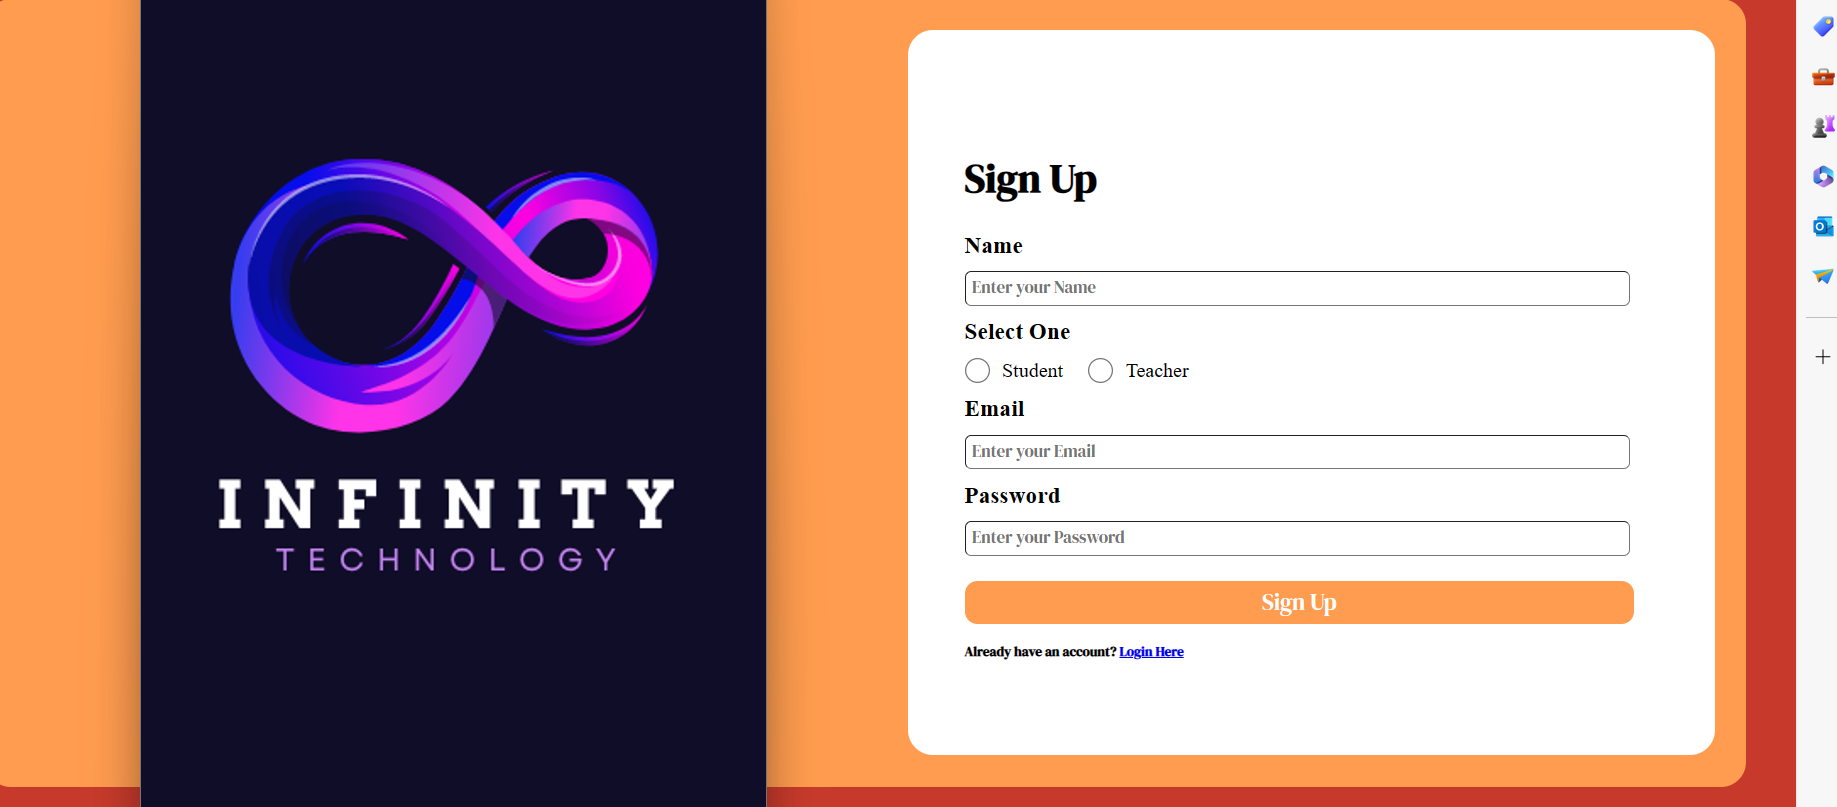 INFINITY
TECHNOLOGY
Sign Up
Name
Enter your Name
Select One
Student Teacher
Email
Enter your Email
Password
Enter your Password
Sign Up
Already have an account? Login Here